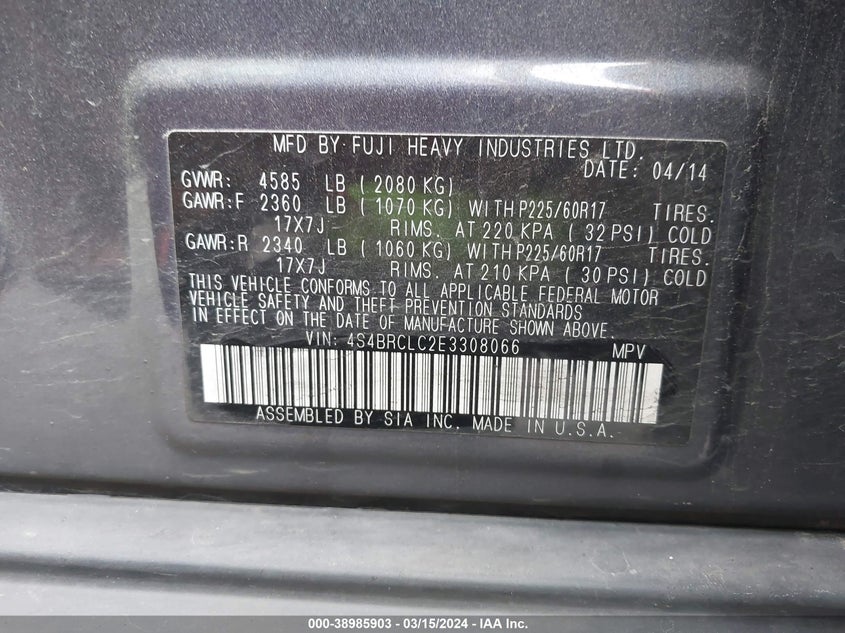 MFD BY FUJI HEAVY INDUSTRIES LTD.
DATE: 04/14
GVWR: 4585 LB ( 2080 KG)
GAWR:F 2360 LB ( 1070 KG) WITH P225/60R17 TIRES.
17X7J RIMS. AT 220 KPA ( 32 PSI) COLD
GAWR:R 2340 LB ( 1060 KG) WITH P225/60R17 TIRES.
17X7J RIMS. AT 210 KPA ( 30 PSI) COLD
THIS VEHICLE CONFORMS TO ALL APPLICABLE FEDERAL MOTOR
VEHICLE SAFETY AND THEFT PREVENTION STANDARDS
IN EFFECT ON THE DATE OF MANUFACTURE SHOWN ABOVE.
VIN: 4S4BRCLC2E3308066 MPV
ASSEMBLED BY SIA INC. MADE IN U.S.A.
000-38985903 - 03/15/2024 - IAA Inc.